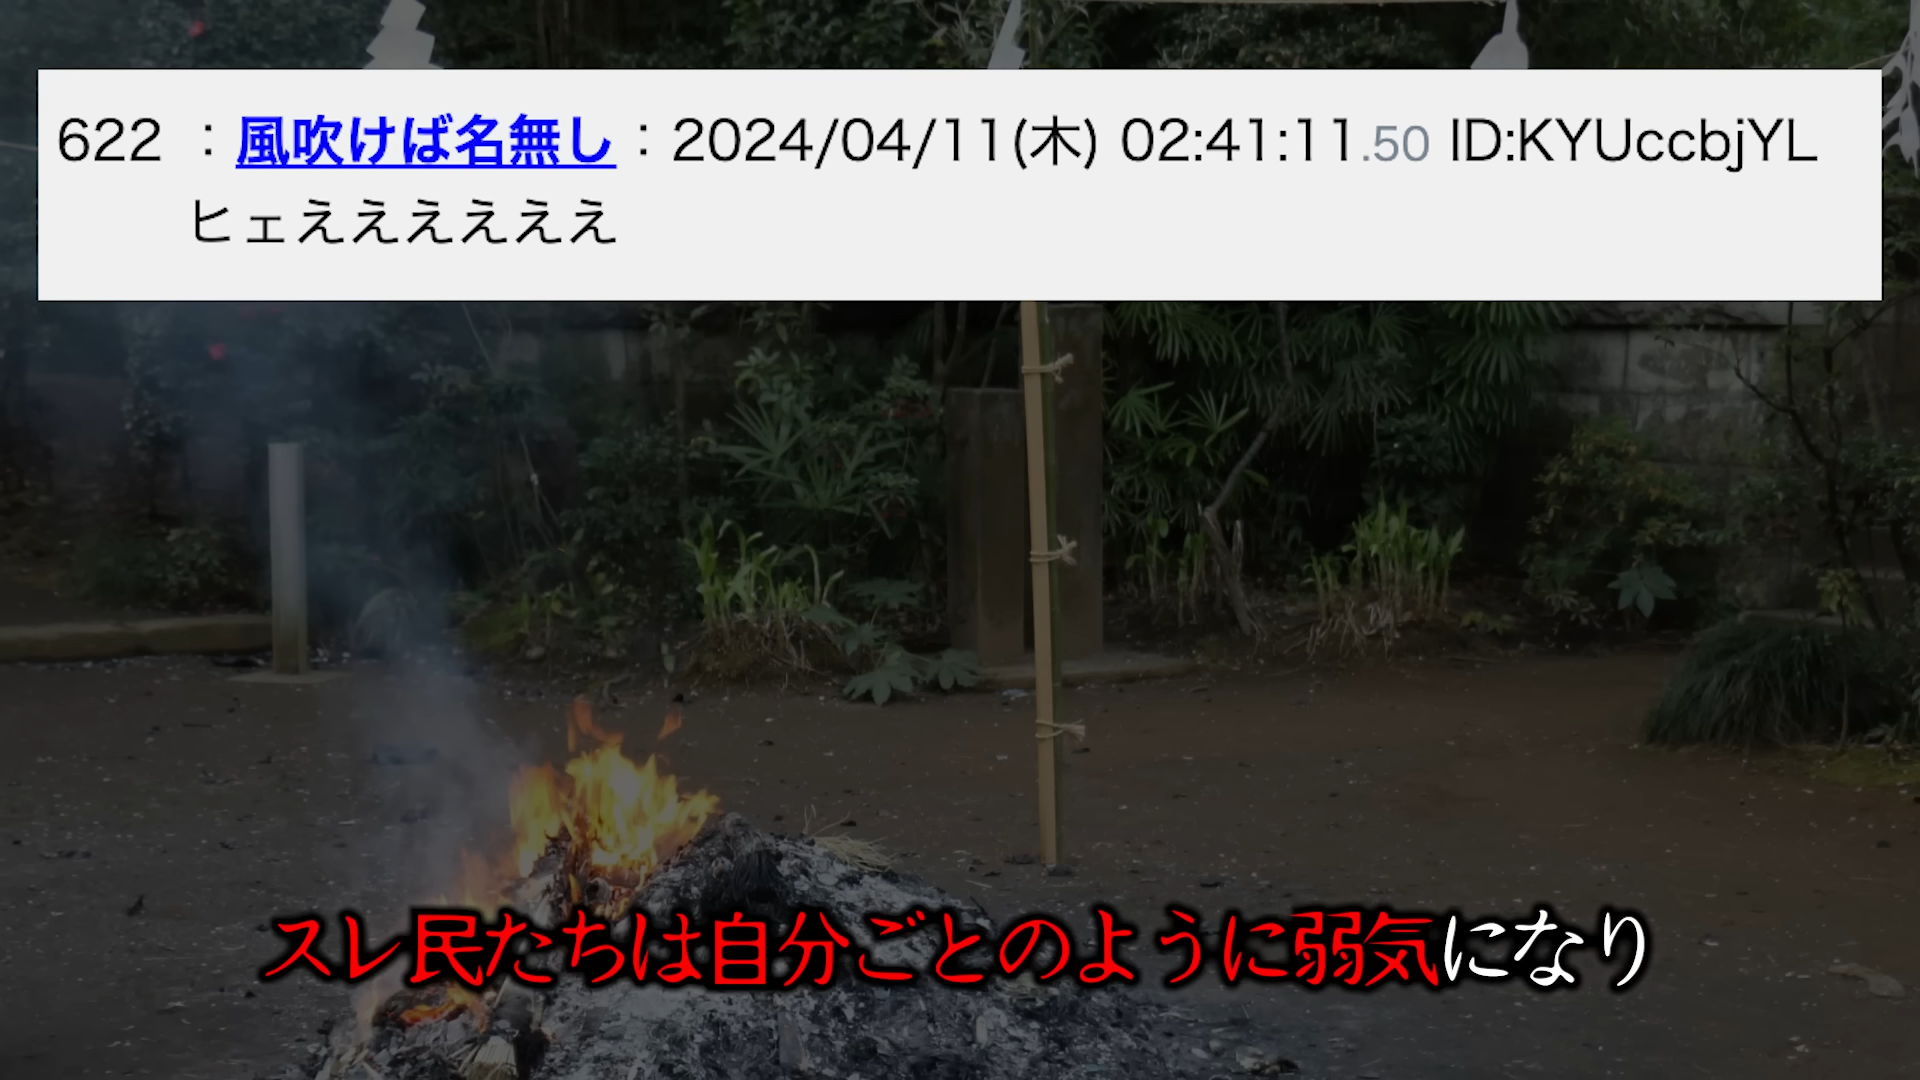 622 ：風吹けば名無し：2024/04/11(木) 02:41:11.50 ID:KYUccbjYL
ヒェええええええ
スレ民たちは自分ごとのように弱気になり